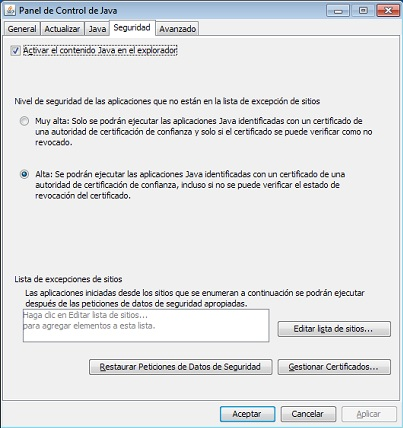 Panel de Control de Java
General Actualizar Java Seguridad Avanzado
Activar el contenido Java en el explorador
Nivel de seguridad de las aplicaciones que no están en la lista de excepción de sitios
Muy alta: Solo se podrán ejecutar las aplicaciones Java identificadas con un certificado de
una autoridad de certificación de confianza y solo si el certificado se puede verificar como no
revocado.
Alta: Se podrán ejecutar las aplicaciones Java identificadas con un certificado de una
autoridad de certificación de confianza, incluso si no se puede verificar el estado de
revocación del certificado.
Lista de excepciones de sitios
Las aplicaciones iniciadas desde los sitios que se enumeran a continuación se podrán ejecutar
después de las peticiones de datos de seguridad apropiadas.
Haga clic en Editar lista de sitios...
para agregar elementos a esta lista.
Editar lista de sitios...
Restaurar Peticiones de Datos de Seguridad Gestionar Certificados...
Aceptar Cancelar Aplicar